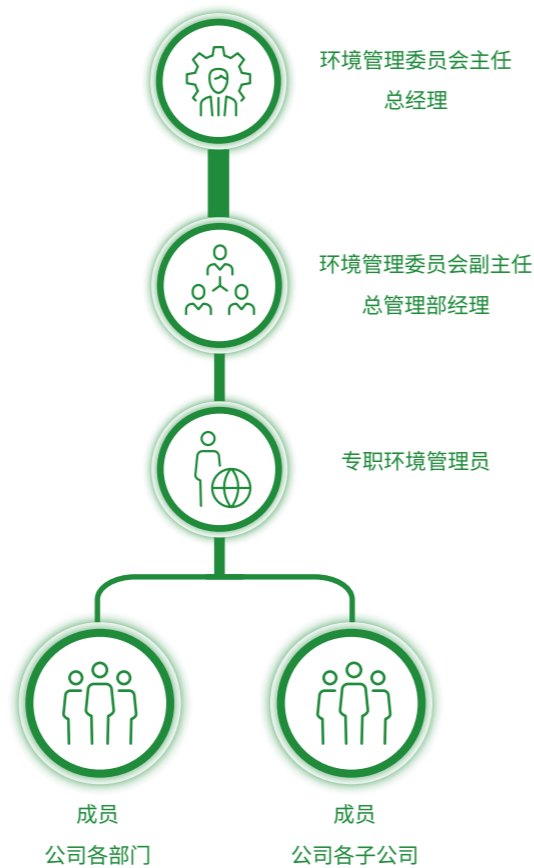 环境管理委员会主任
总经理
环境管理委员会副主任
总管理部经理
专职环境管理员
成员
公司各部门
成员
公司各子公司